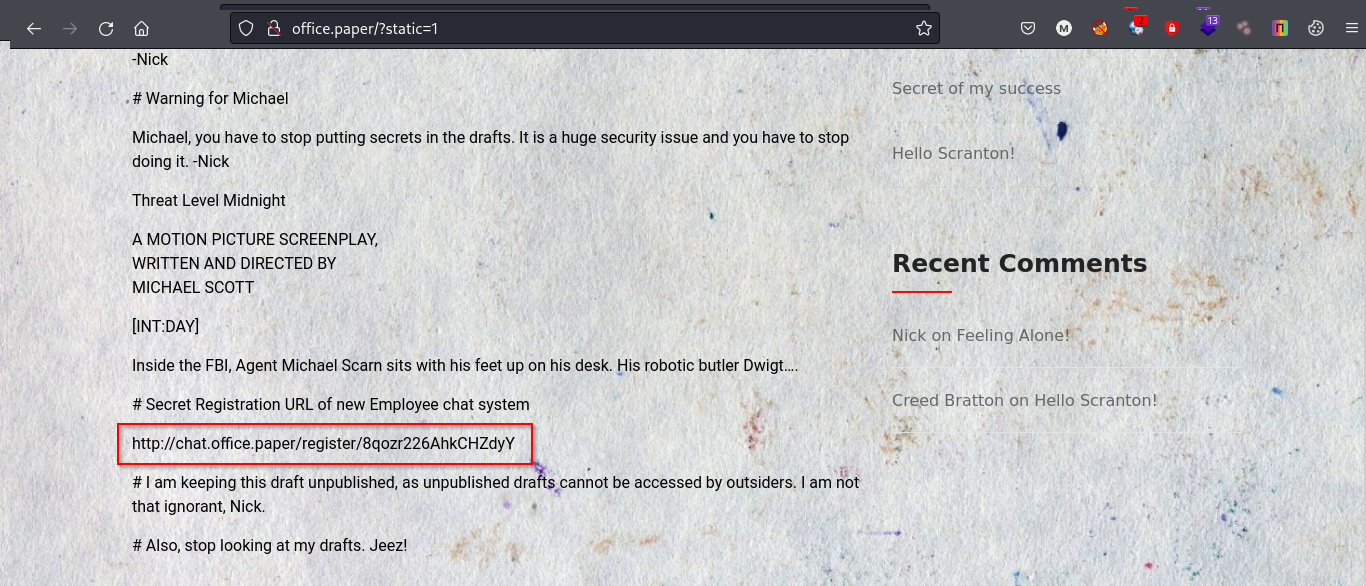 office.paper/?static=1
2
13
-Nick
# Warning for Michael
Michael, you have to stop putting secrets in the drafts. It is a huge security issue and you have to stop
doing it. -Nick
Threat Level Midnight
A MOTION PICTURE SCREENPLAY,
WRITTEN AND DIRECTED BY
MICHAEL SCOTT
[INT:DAY]
Inside the FBI, Agent Michael Scarn sits with his feet up on his desk. His robotic butler Dwigt….
# Secret Registration URL of new Employee chat system
http://chat.office.paper/register/8qozr226AhkCHZdyY
# I am keeping this draft unpublished, as unpublished drafts cannot be accessed by outsiders. I am not
that ignorant, Nick.
# Also, stop looking at my drafts. Jeez!
Secret of my success
Hello Scranton!
Recent Comments
Nick on Feeling Alone!
Creed Bratton on Hello Scranton!